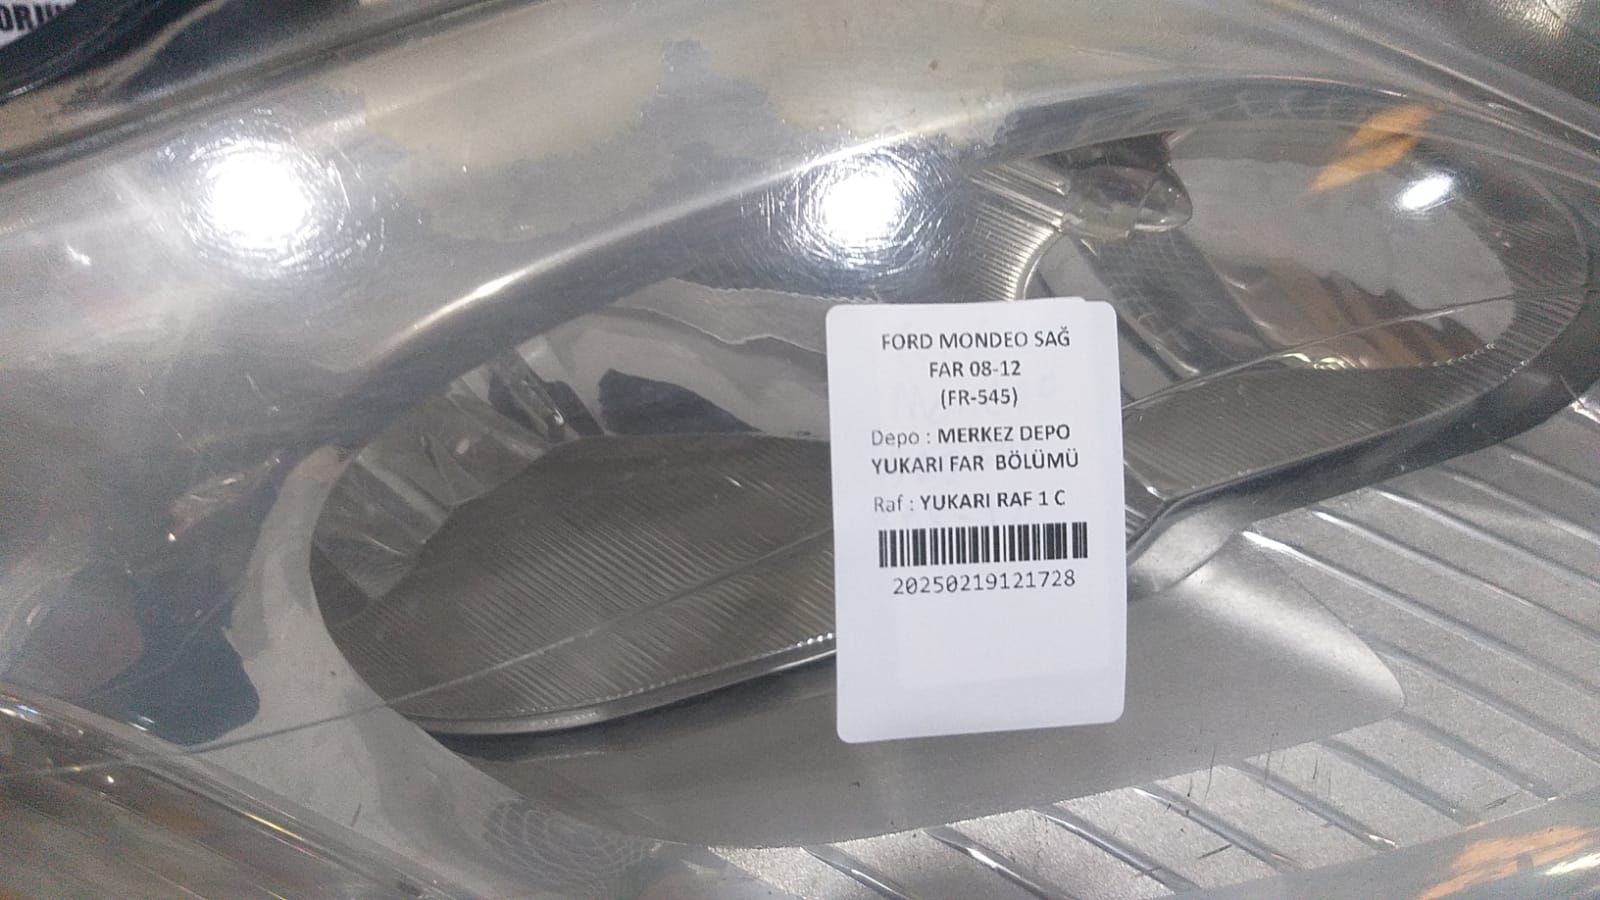 FORD MONDEO SAĞ
FAR 08-12
(FR-545)
Depo : MERKEZ DEPO
YUKARI FAR BÖLÜMÜ
Raf : YUKARI RAF 1 C
20250219121728